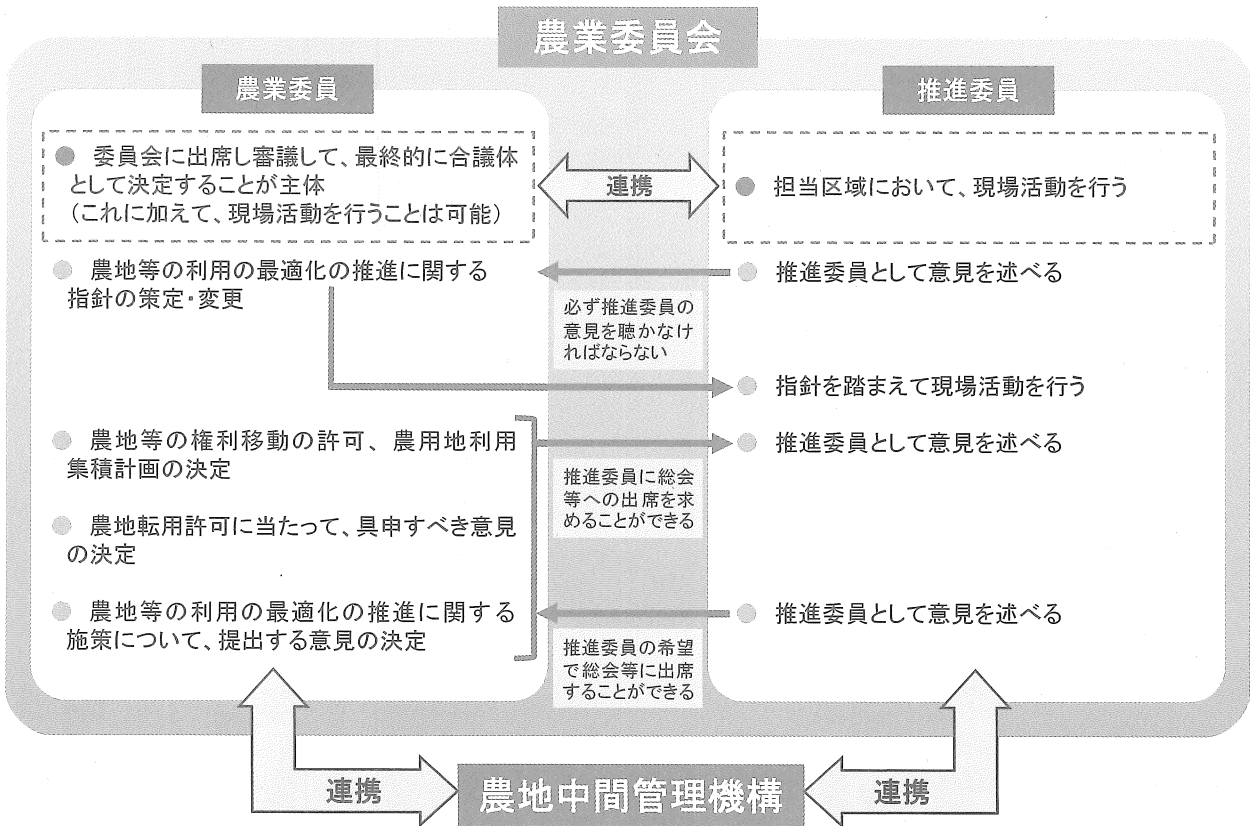 農業委員会
農業委員
● 委員会に出席し審議して、最終的に合議体
として決定することが主体
（これに加えて、現場活動を行うことは可能）
● 農地等の利用の最適化の推進に関する
指針の策定・変更
● 農地等の権利移動の許可、農用地利用
集積計画の決定
● 農地転用許可に当たって、具申すべき意見
の決定
● 農地等の利用の最適化の推進に関する
施策について、提出する意見の決定
連携
必ず推進委員の
意見を聴かなけ
ればならない
推進委員に総会
等への出席を求
めることができる
推進委員の希望
で総会等に出席
することができる
推進委員
● 担当区域において、現場活動を行う
● 推進委員として意見を述べる
● 指針を踏まえて現場活動を行う
● 推進委員として意見を述べる
● 推進委員として意見を述べる
連携
農地中間管理機構
連携